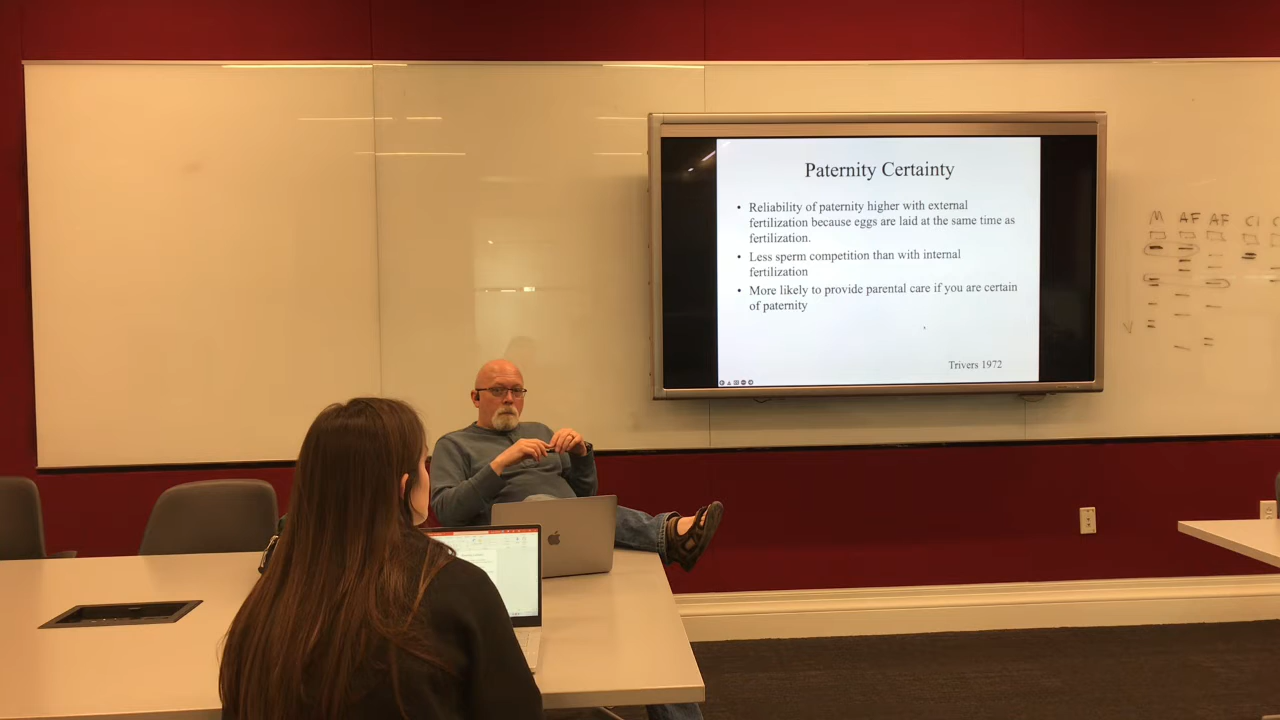 Paternity Certainty
• Reliability of paternity higher with external
fertilization because eggs are laid at the same time as
fertilization.
• Less sperm competition than with internal
fertilization
• More likely to provide parental care if you are certain
of paternity
Trivers 1972
M AF AF C1